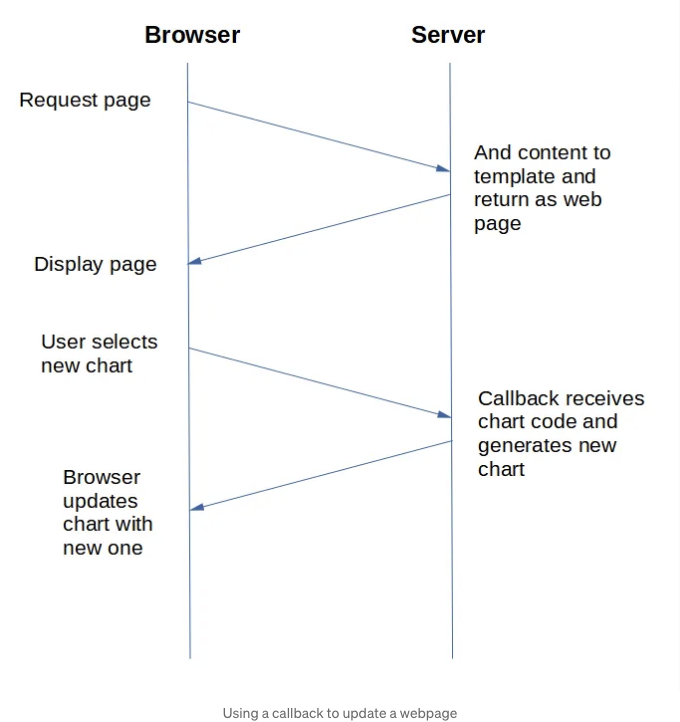 Browser
Server
Request page
And content to
template and
return as web
page
Display page
User selects
new chart
Callback receives
chart code and
generates new
chart
Browser
updates
chart with
new one
Using a callback to update a webpage